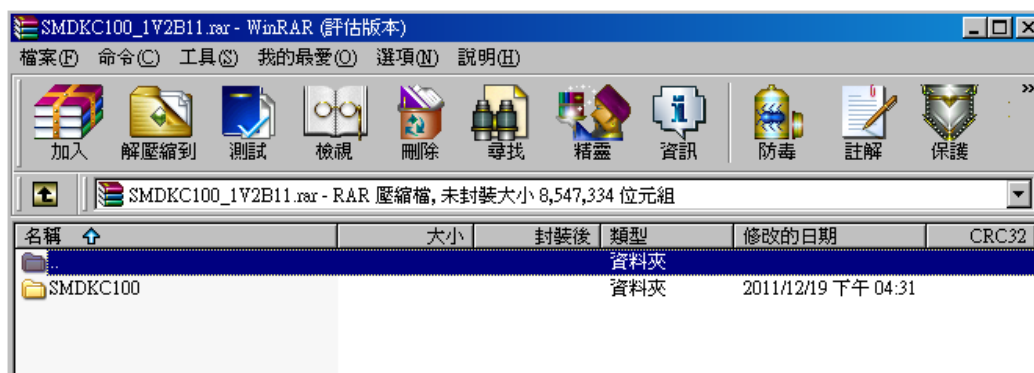 SMDKC100_1V2B11.rar - WinRAR (評估版本)
檔案(F) 命令(C) 工具(S) 我的最愛(O) 選項(N) 說明(H)
加入 解壓縮到 測試 檢視 刪除 尋找 精靈 資訊 防毒 註解 保護 »
SMDKC100_1V2B11.rar - RAR 壓縮檔, 未封裝大小 8,547,334 位元組
名稱 大小 封裝後 類型 修改的日期 CRC32
.. 資料夾
SMDKC100 資料夾 2011/12/19 下午 04:31